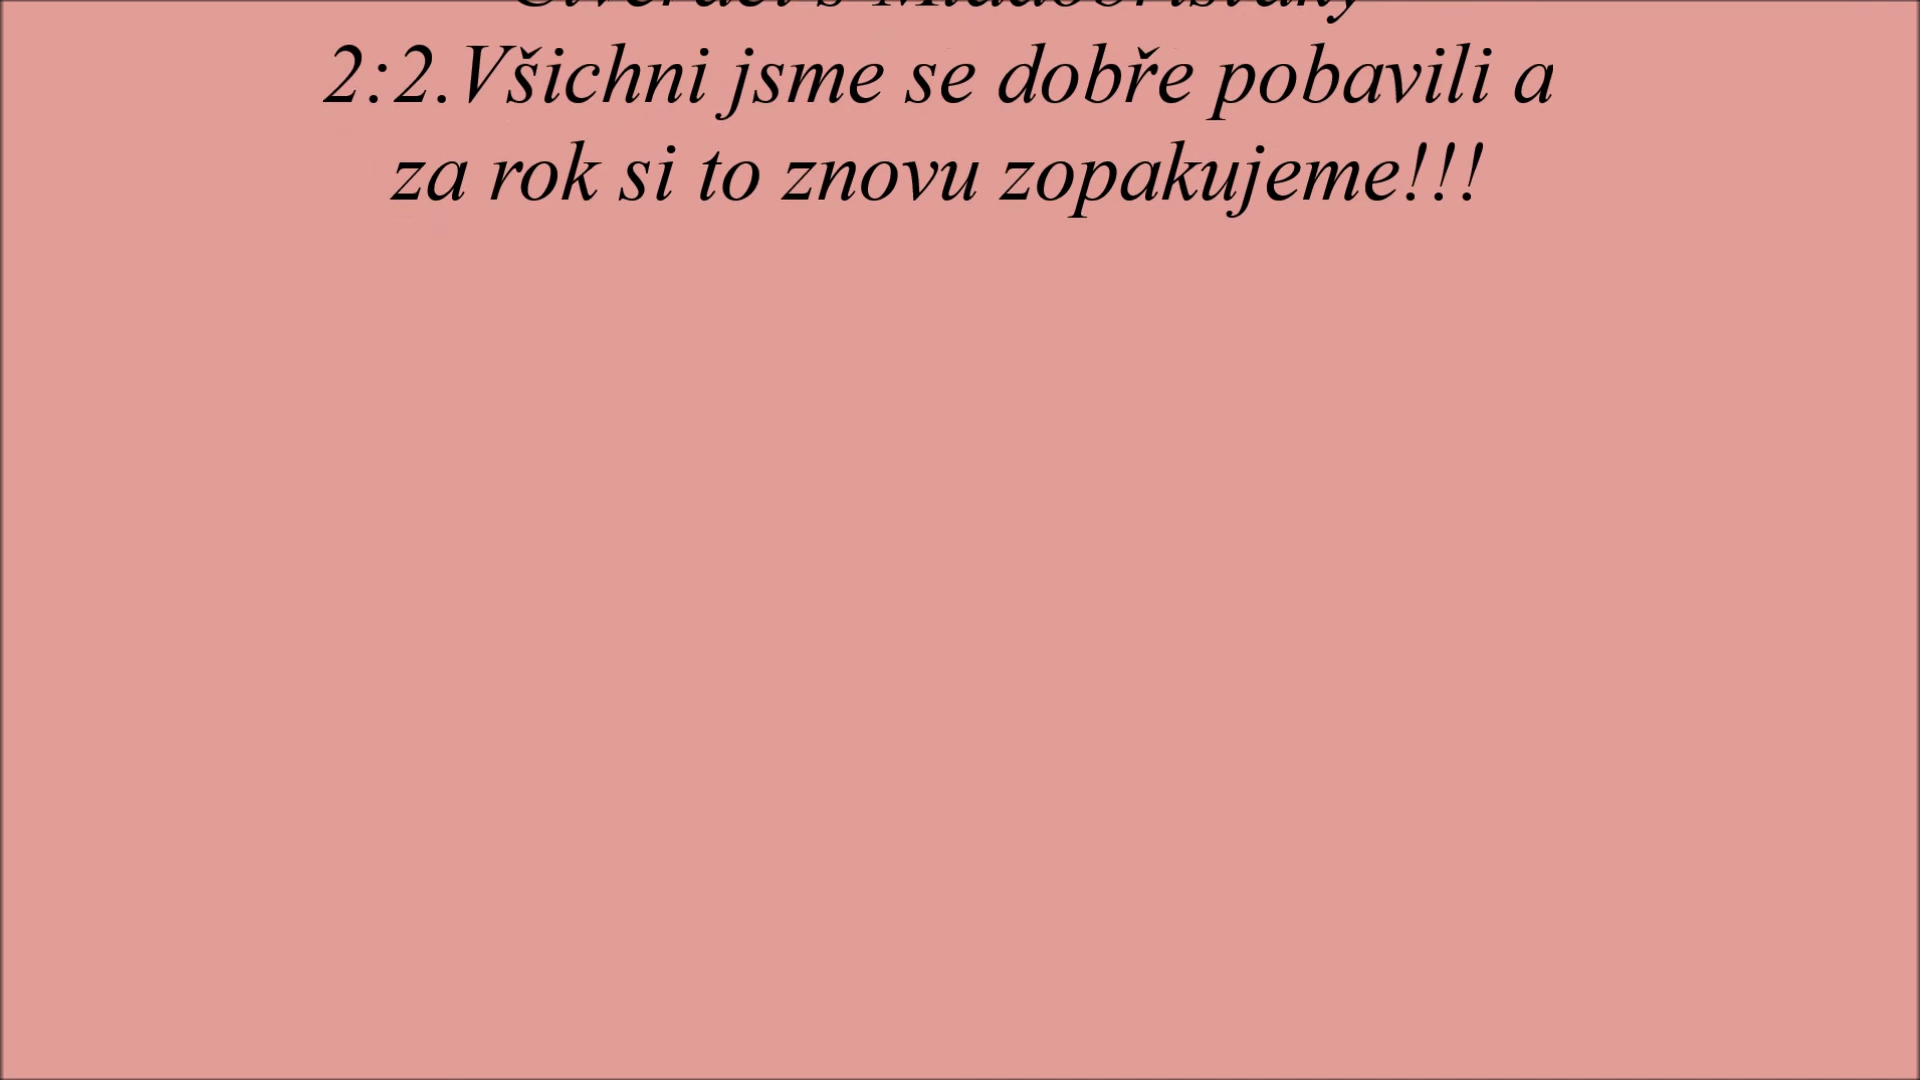 s
2:2.Všichni jsme se dobře pobavili a
za rok si to znovu zopakujeme!!!